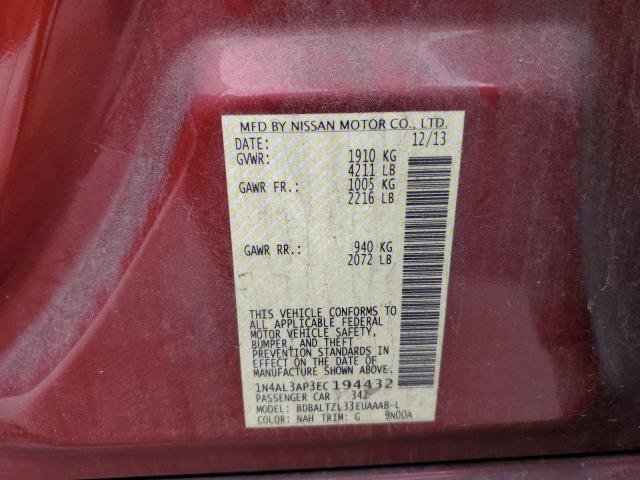 MFD BY NISSAN MOTOR CO., LTD.
DATE: 12/13
GVWR: 1910 KG
4211 LB
GAWR FR.: 1005 KG
2216 LB
GAWR RR.: 940 KG
2072 LB
THIS VEHICLE CONFORMS TO
ALL APPLICABLE FEDERAL
MOTOR VEHICLE SAFETY,
BUMPER, AND THEFT
PREVENTION STANDARDS IN
EFFECT ON THE DATE OF
MANUFACTURE SHOWN ABOVE.
1N4AL3AP3EC194432
PASSENGER CAR 342
MODEL: BDBALTZL33EUAAAB-L
COLOR: NAH TRIM: G 9N00A